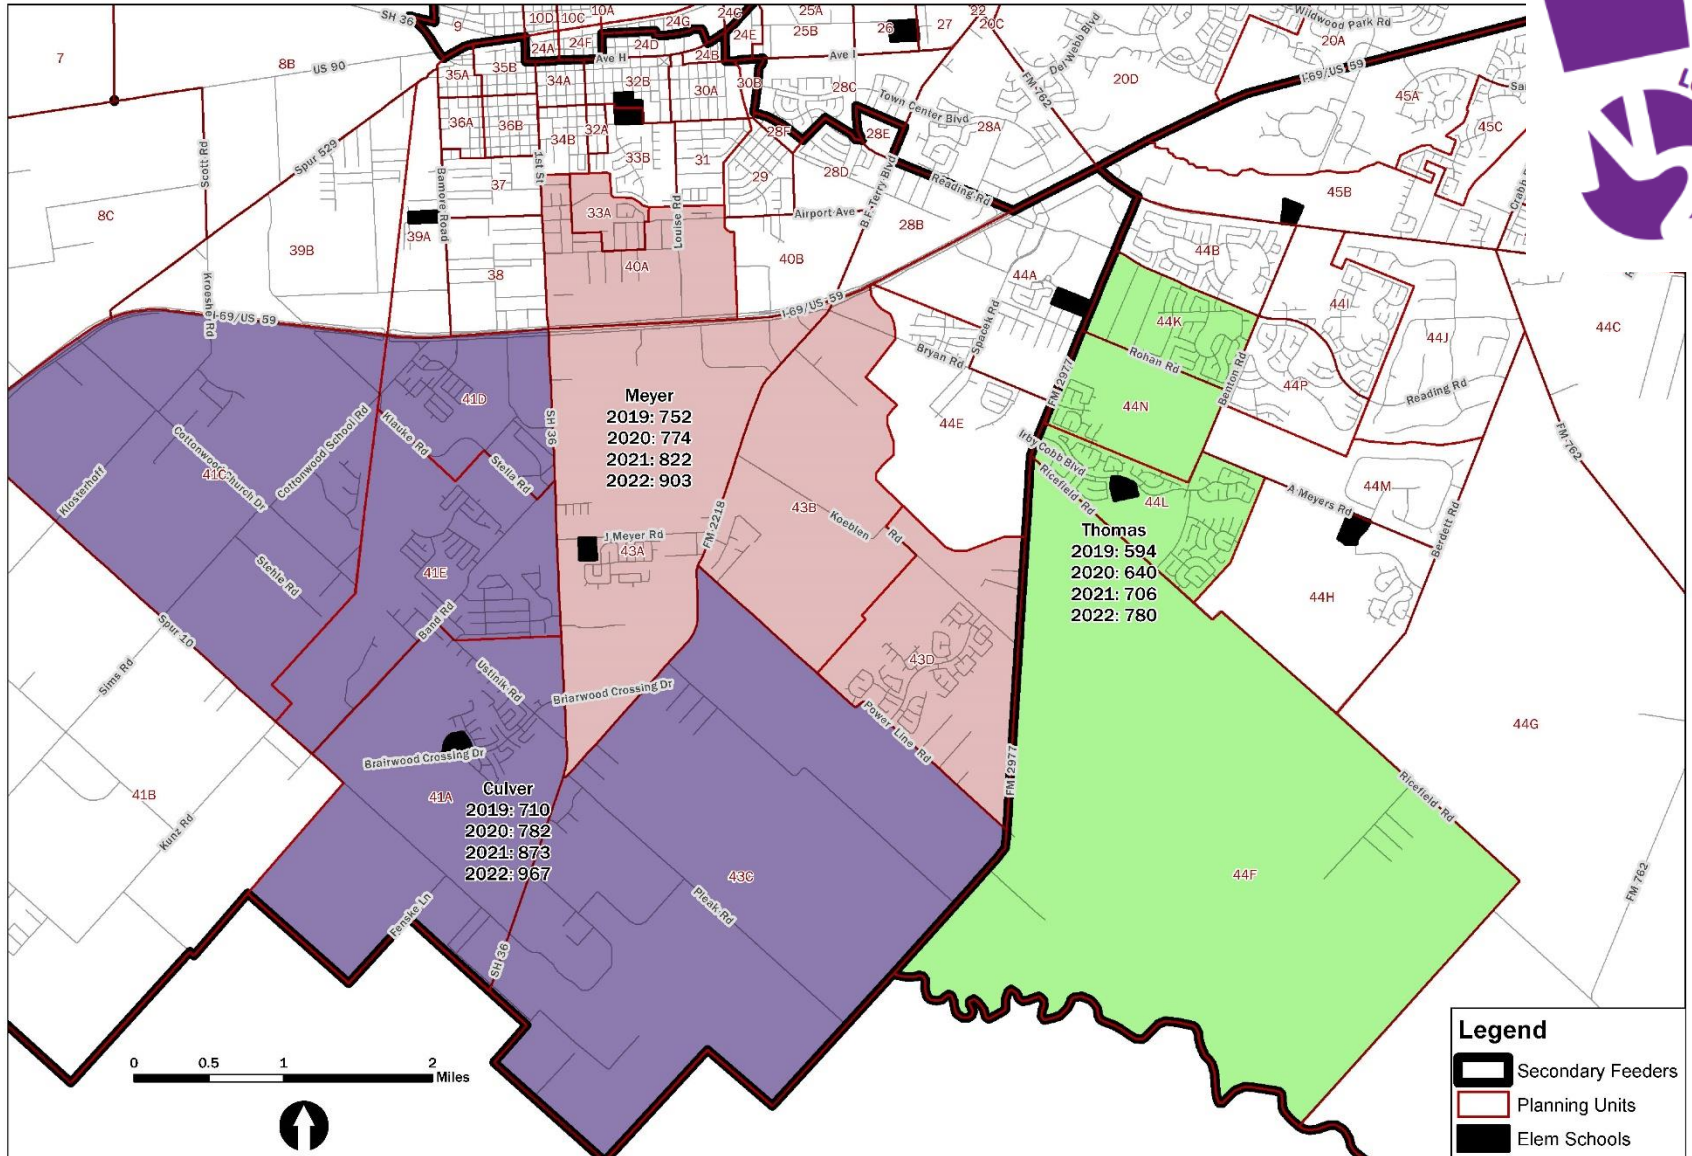 SH 36
9
10D
10C
10A
24G
24C
25A
25B
26
27
22
20C
Wildwood Park Rd
20A
7
8B
US 90
35A
35B
24A
24F
24D
24E
24B
Ave H
Ave I
34A
32B
30A
30B
28C
FM-762
Del Webb Blvd
20D
I-69/US 59
45A
45C
36A
36B
34B
32A
33B
31
28F
28E
Town Center Blvd
28A
Scott Rd
Spur 529
Bamore Road
1st St
37
29
28D
Reading Rd
45B
8C
39B
39A
33A
Louise Rd
Airport Ave
B.F. Terry Blvd
28B
44B
38
40A
40B
44A
44I
44C
Kroesche Rd
I-69/US 59
I-69/US 59
Spacek Rd
44K
44J
Bryan Rd
Rohan Rd
Benton Rd
44P
Reading Rd
41D
SH 36
Meyer
2019: 752
2020: 774
2021: 822
2022: 903
FM 2977
44N
44E
Klauke Rd
Stella Rd
Cottonwood School Rd
Cottonwood Church Dr
41C
Klosterhoff
Irby Cobb Blvd
Ricefield Rd
44L
44M
A Meyers Rd
FM-762
Berdett Rd
43B
Koeblen Rd
FM-2218
J Meyer Rd
43A
Thomas
2019: 594
2020: 640
2021: 706
2022: 780
Stehle Rd
41E
Band Rd
44H
Spur 10
Sims Rd
Ustinik Rd
Briarwood Crossing Dr
43D
Power Line Rd
FM 2977
44G
Brairwood Crossing Dr
41B
Kunz Rd
41A
Culver
2019: 710
2020: 782
2021: 873
2022: 967
Ricefield Rd
43C
Pleak Rd
44F
FM 762
Fenske Ln
SH 36
0 0.5 1 2
Miles
Legend
Secondary Feeders
Planning Units
Elem Schools